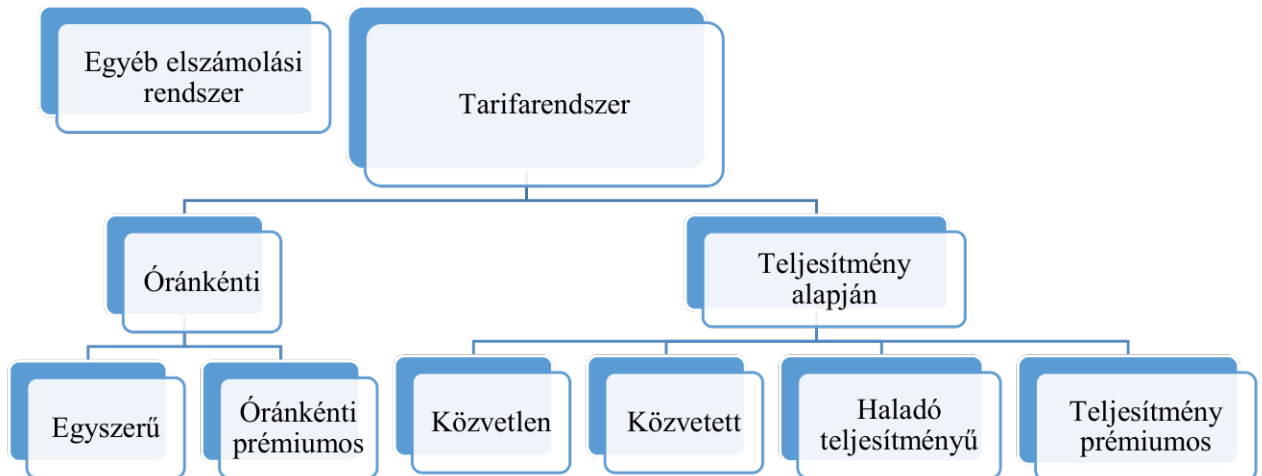 Egyéb elszámolási
rendszer
Tarifarendszer
Óránkénti
Teljesítmény
alapján
Egyszerű
Óránkénti
prémiumos
Közvetlen
Közvetett
Haladó
teljesítményű
Teljesítmény
prémiumos